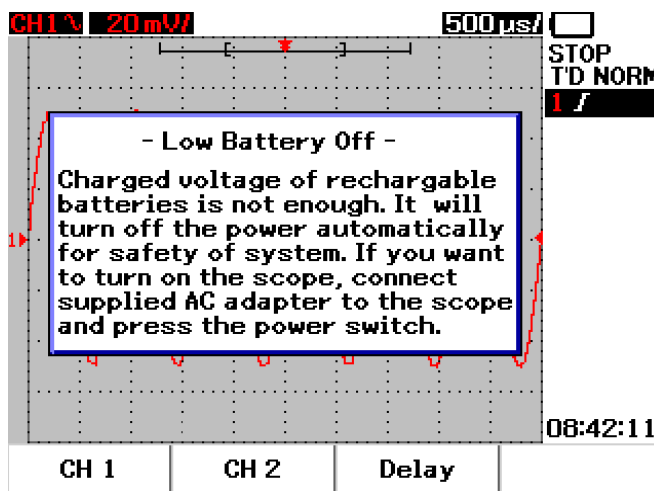 CH1 20 mV/ 500 µs/
STOP
T'D NORM
1
- Low Battery Off -
Charged voltage of rechargable
batteries is not enough. It will
turn off the power automatically
for safety of system. If you want
to turn on the scope, connect
supplied AC adapter to the scope
and press the power switch.
1
08:42:11
CH 1 CH 2 Delay